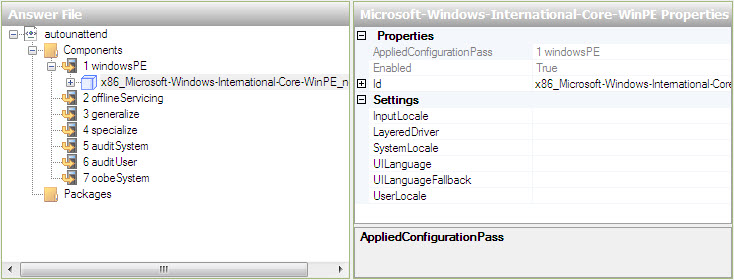 Answer File
autounattend
Components
1 windowsPE
x86_Microsoft-Windows-International-Core-WinPE_n
2 offlineServicing
3 generalize
4 specialize
5 auditSystem
6 auditUser
7 oobeSystem
Packages
Microsoft-Windows-International-Core-WinPE Properties
Properties
AppliedConfigurationPass 1 windowsPE
Enabled True
Id x86_Microsoft-Windows-International-Core
Settings
InputLocale
LayeredDriver
SystemLocale
UILanguage
UILanguageFallback
UserLocale
AppliedConfigurationPass